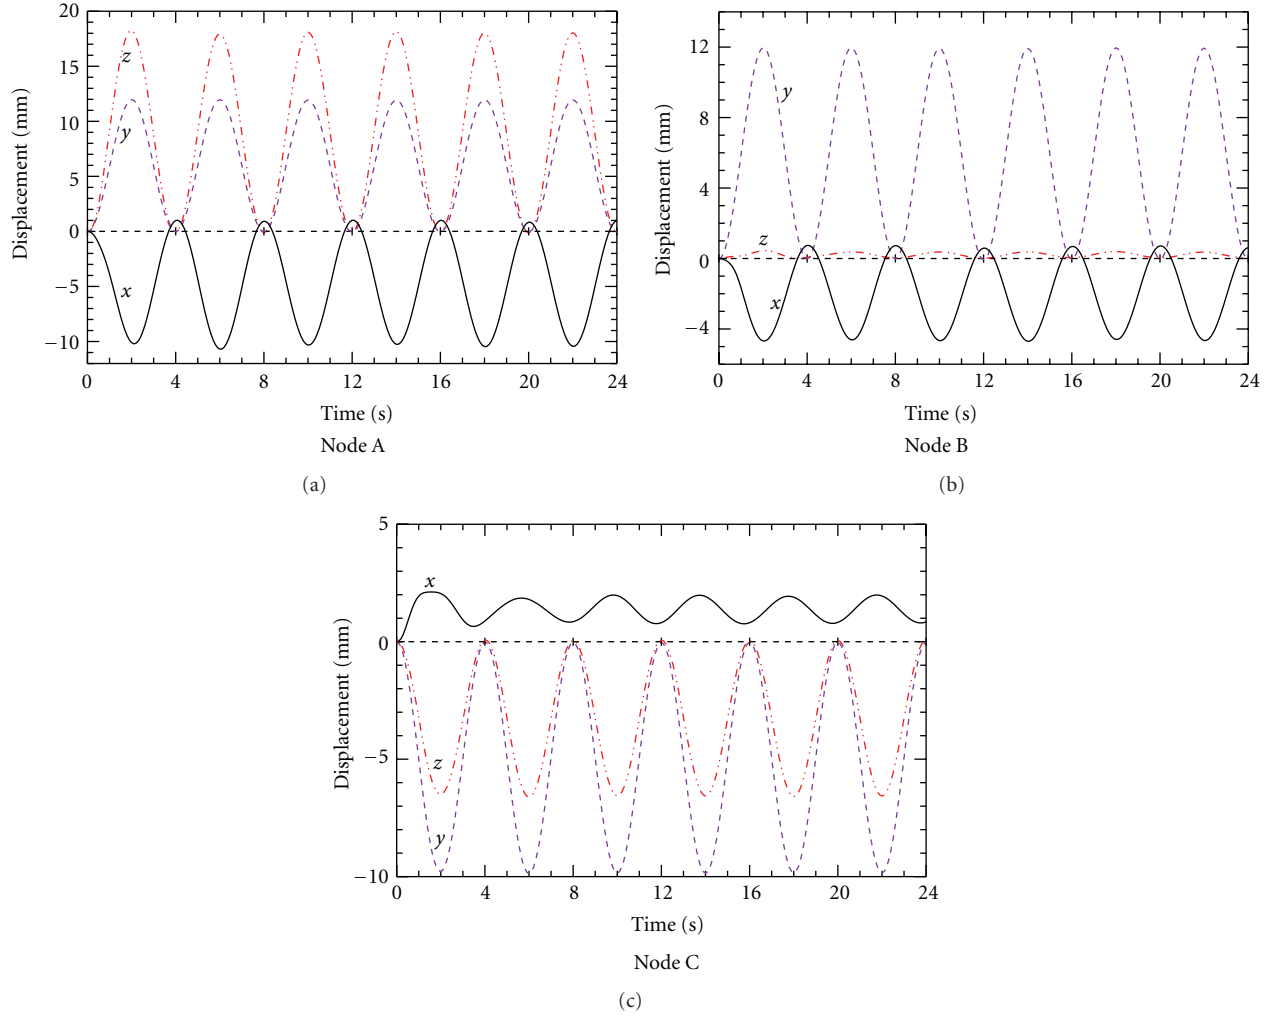 20
15
10
5
0
−5
−10
Displacement (mm)
z
y
x
0 4 8 12 16 20 24
Time (s)
Node A
(a)
12
8
4
0
−4
Displacement (mm)
y
z
x
0 4 8 12 16 20 24
Time (s)
Node B
(b)
5
0
−5
−10
Displacement (mm)
x
z
y
0 4 8 12 16 20 24
Time (s)
Node C
(c)